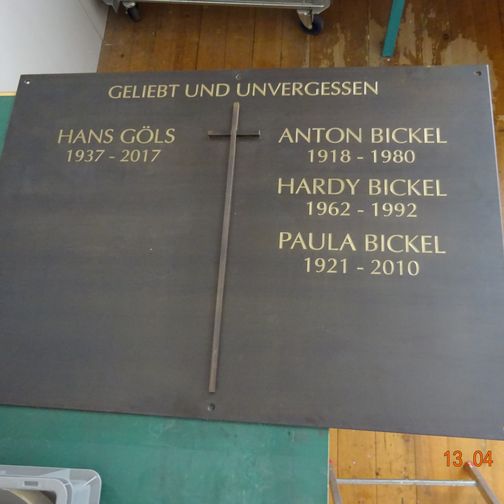 GELIEBT UND UNVERGESSEN
HANS GÖLS
1937 - 2017
ANTON BICKEL
1918 - 1980
HARDY BICKEL
1962 - 1992
PAULA BICKEL
1921 - 2010
13.04